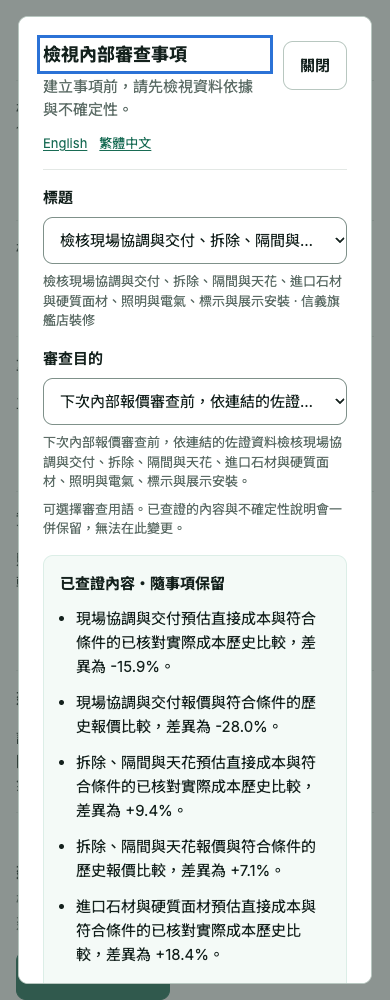 檢視內部審查事項
關閉
建立事項前，請先檢視資料依據
與不確定性。
English 繁體中文
標題
檢核現場協調與交付、拆除、隔間與...
檢核現場協調與交付、拆除、隔間與天花、進口石材
與硬質面材、照明與電氣、標示與展示安裝 · 信義旗
艦店裝修
審查目的
下次內部報價審查前，依連結的佐證...
下次內部報價審查前，依連結的佐證資料檢核現場協
調與交付、拆除、隔間與天花、進口石材與硬質面
材、照明與電氣、標示與展示安裝。
可選擇審查用語。已查證的內容與不確定性說明會一
併保留，無法在此變更。
已查證內容・隨事項保留
• 現場協調與交付預估直接成本與符合
條件的已核對實際成本歷史比較，差
異為 -15.9%。
• 現場協調與交付報價與符合條件的歷
史報價比較，差異為 -28.0%。
• 拆除、隔間與天花預估直接成本與符
合條件的已核對實際成本歷史比較，
差異為 +9.4%。
• 拆除、隔間與天花報價與符合條件的
歷史報價比較，差異為 +7.1%。
• 進口石材與硬質面材預估直接成本與
符合條件的已核對實際成本歷史比
較，差異為 +18.4%。